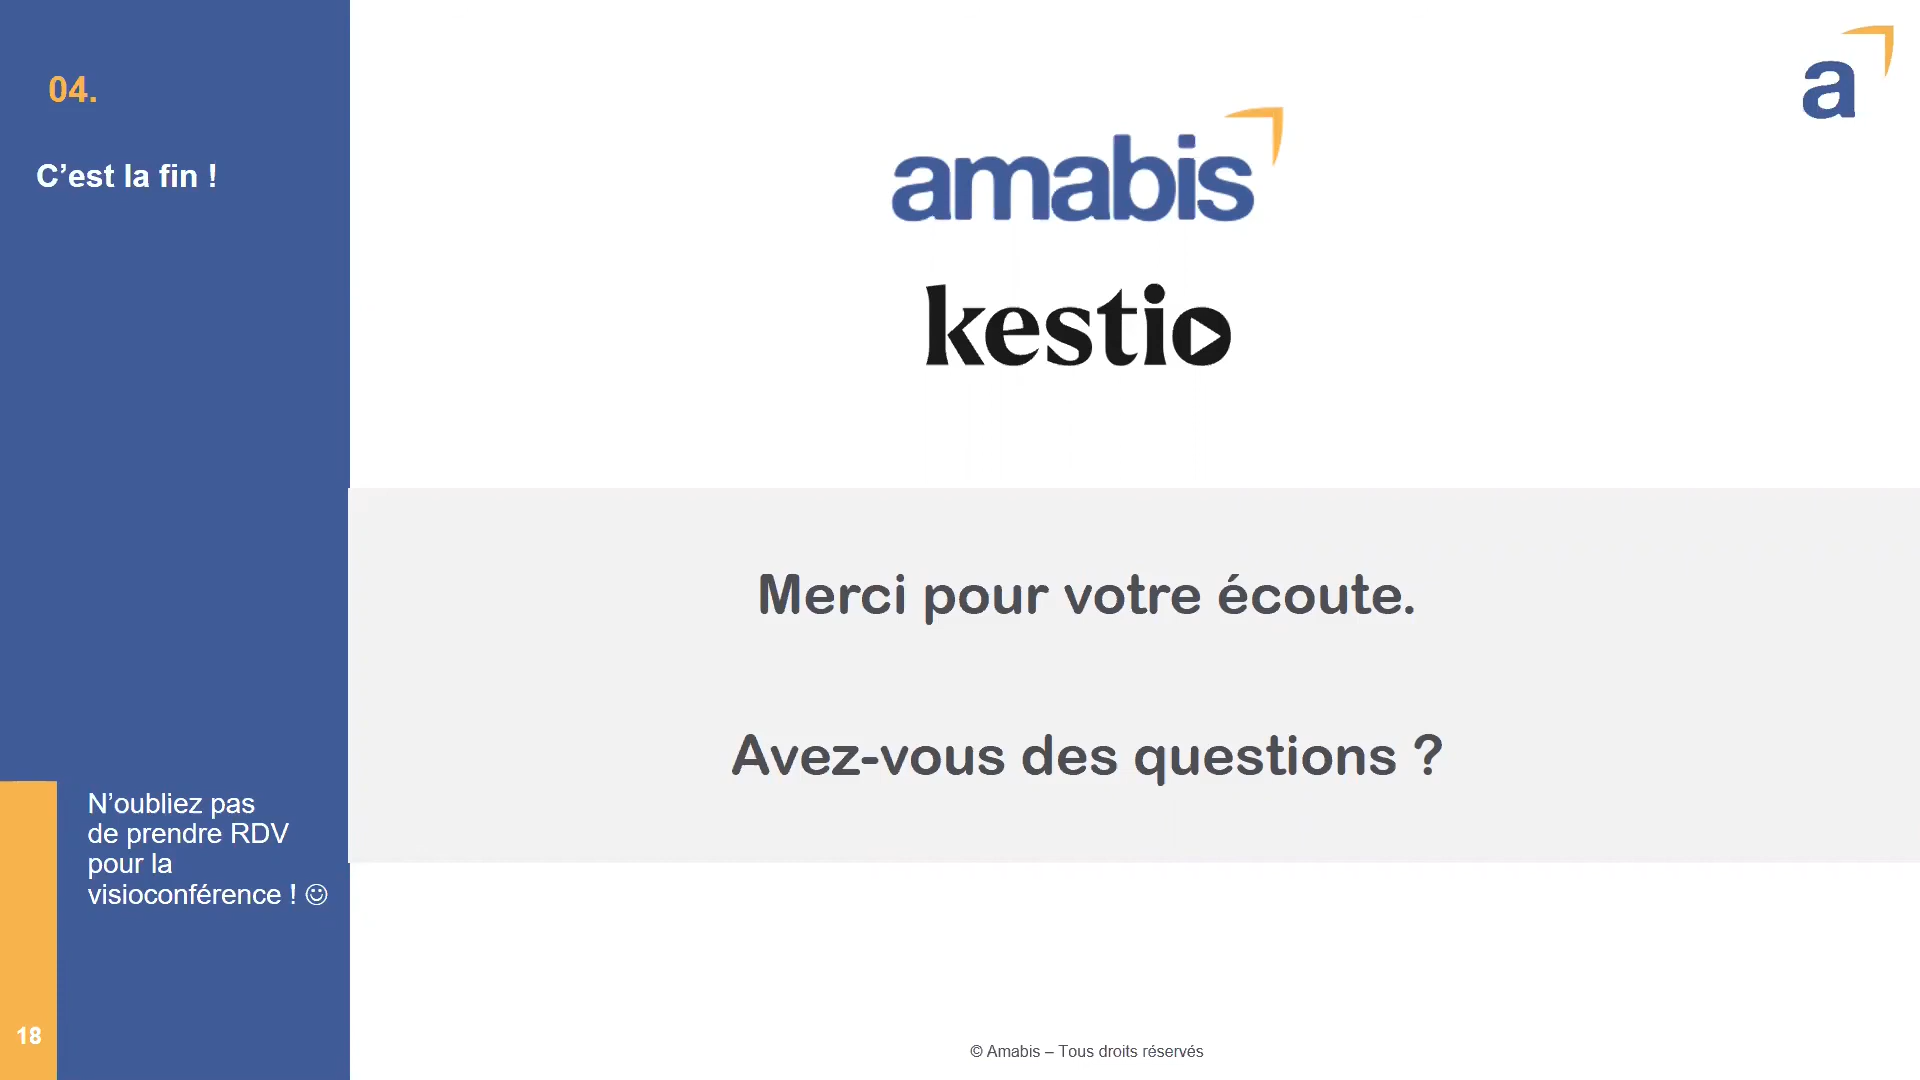 04.
C’est la fin !
a
amabis
kestio
Merci pour votre écoute.
Avez-vous des questions ?
N’oubliez pas
de prendre RDV
pour la
visioconférence ! ☺
18
© Amabis – Tous droits réservés